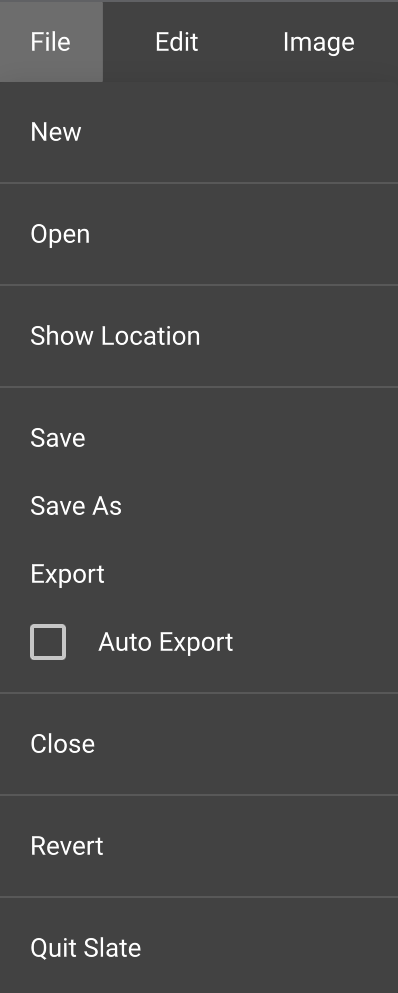 File Edit Image
New
Open
Show Location
Save
Save As
Export
Auto Export
Close
Revert
Quit Slate